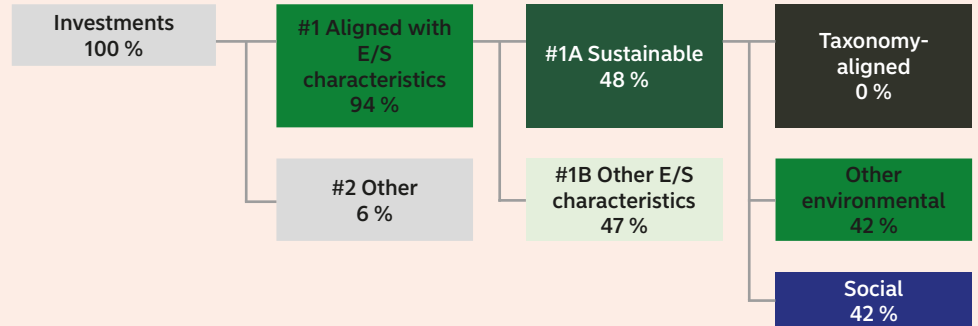 Investments
100 %
#1 Aligned with
E/S
characteristics
94 %
#2 Other
6 %
#1A Sustainable
48 %
#1B Other E/S
characteristics
47 %
Taxonomy-
aligned
0 %
Other
environmental
42 %
Social
42 %